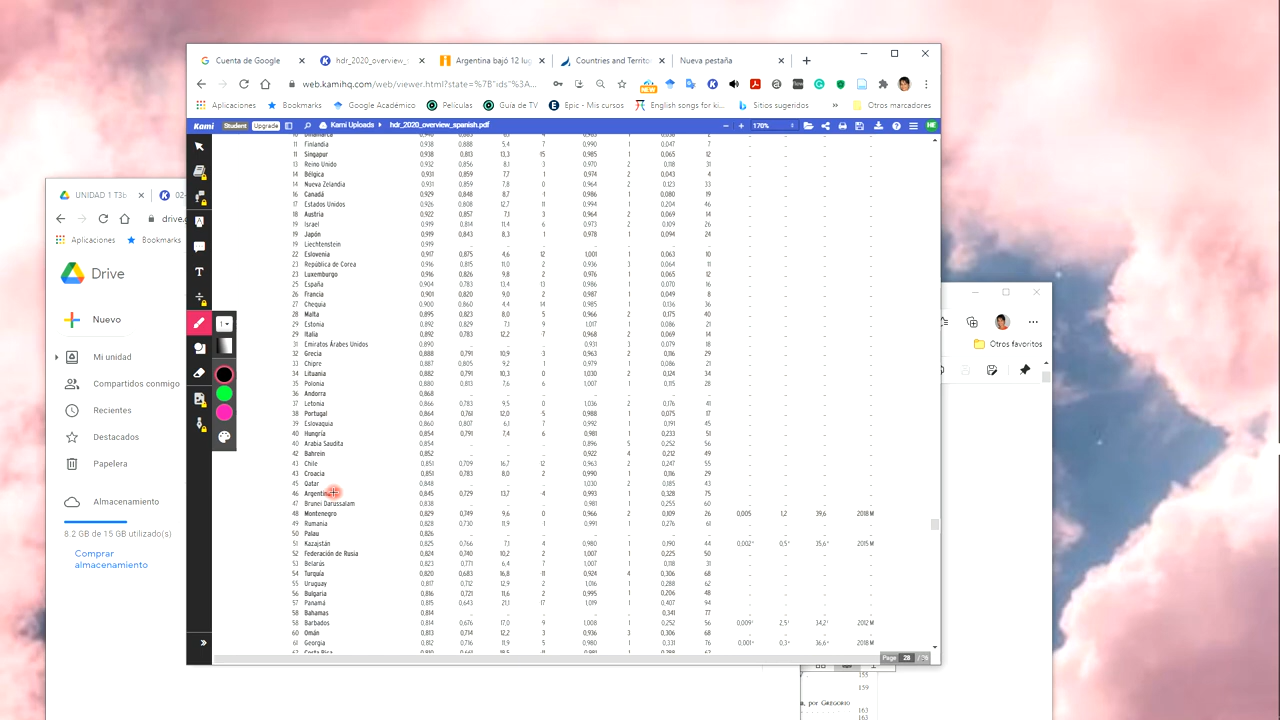 Cuenta de Google
hdr_2020_overview_s
Argentina bajó 12 lug
Countries and Territo
Nueva pestaña
web.kamihq.com/web/viewer.html?state=%7B"ids"%3A...
Aplicaciones
Bookmarks
Google Académico
Películas
Guía de TV
Epic - Mis cursos
English songs for ki...
Sitios sugeridos
Otros marcadores
Kami Student Upgrade Kami Uploads hdr_2020_overview_spanish.pdf 170%
11 Finlandia 0,938 0,888 5,4 7 0,990 1 0,047 7
11 Singapur 0,938 0,813 13,3 15 0,985 1 0,065 12
13 Reino Unido 0,932 0,856 8,1 3 0,970 2 0,118 31
14 Bélgica 0,931 0,859 7,7 1 0,974 2 0,043 4
14 Nueva Zelandia 0,931 0,859 7,8 0 0,964 2 0,123 33
16 Canadá 0,929 0,848 8,7 1 0,986 1 0,080 19
17 Estados Unidos 0,926 0,808 12,7 11 0,994 1 0,204 46
18 Austria 0,922 0,857 7,1 3 0,964 2 0,069 14
19 Israel 0,919 0,814 11,4 6 0,973 2 0,109 26
19 Japón 0,919 0,843 8,3 1 0,978 1 0,094 24
19 Liechtenstein 0,919 .. .. .. .. .. .. ..
22 Eslovenia 0,917 0,875 4,6 12 1,001 1 0,063 10
23 República de Corea 0,916 0,815 11,0 2 0,936 3 0,064 11
23 Luxemburgo 0,916 0,826 9,8 2 0,976 1 0,065 12
25 España 0,904 0,783 13,4 13 0,986 1 0,070 16
26 Francia 0,901 0,820 9,0 2 0,987 1 0,049 8
27 Chequia 0,900 0,860 4,4 14 0,985 1 0,136 36
28 Malta 0,895 0,823 8,0 5 0,966 2 0,175 40
29 Estonia 0,892 0,829 7,1 9 1,017 1 0,086 21
29 Italia 0,892 0,783 12,2 7 0,968 2 0,069 14
31 Emiratos Árabes Unidos 0,890 .. .. .. 0,931 3 0,079 18
32 Grecia 0,888 0,791 10,9 3 0,963 2 0,116 29
33 Chipre 0,887 0,805 9,2 1 0,979 1 0,086 21
34 Lituania 0,882 0,791 10,3 0 1,030 2 0,124 34
35 Polonia 0,880 0,813 7,6 6 1,007 1 0,115 28
36 Andorra 0,868 .. .. .. .. .. .. ..
37 Letonia 0,866 0,783 9,5 0 1,036 2 0,176 41
38 Portugal 0,864 0,761 12,0 5 0,988 1 0,075 17
39 Eslovaquia 0,860 0,807 6,1 7 0,992 1 0,191 45
40 Hungría 0,854 0,791 7,4 6 0,981 1 0,233 51
40 Arabia Saudita 0,854 .. .. .. 0,896 5 0,252 56
42 Bahrein 0,852 .. .. .. 0,922 4 0,212 49
43 Chile 0,851 0,709 16,7 12 0,963 2 0,247 55
43 Croacia 0,851 0,783 8,0 2 0,990 1 0,116 29
45 Qatar 0,848 .. .. .. 1,030 2 0,185 43
46 Argentin 0,845 0,729 13,7 -4 0,993 1 0,328 75
47 Brunei Darussalam 0,838 .. .. .. 0,981 1 0,255 60
48 Montenegro 0,829 0,749 9,6 0 0,966 2 0,109 26 0,005 1,2 39,6 2018 M
49 Rumania 0,828 0,730 11,9 1 0,991 1 0,276 61
50 Palau 0,826 .. .. .. .. .. .. ..
51 Kazajstán 0,825 0,766 7,1 4 0,980 1 0,190 44 0,002 0,5 35,6 2015 M
52 Federación de Rusia 0,824 0,740 10,2 2 1,007 1 0,225 50
53 Belarús 0,823 0,771 6,4 7 1,007 1 0,118 31
54 Turquía 0,820 0,683 16,8 11 0,924 4 0,306 68
55 Uruguay 0,817 0,712 12,9 2 1,016 1 0,288 62
56 Bulgaria 0,816 0,721 11,6 2 0,995 1 0,206 48
57 Panamá 0,815 0,643 21,1 17 1,019 1 0,407 94
58 Bahamas 0,814 .. .. .. .. .. 0,341 77
58 Barbados 0,814 0,676 17,0 9 1,008 1 0,252 56 0,009 2,5 34,2 2012 M
60 Omán 0,813 0,714 12,2 3 0,936 3 0,306 68
61 Georgia 0,812 0,716 11,9 5 0,980 1 0,331 76 0,001 0,3 36,6 2018 M
Page 28
UNIDAD 1 T3b
02-
drive.g
Aplicaciones
Bookmarks
Drive
Nuevo
Mi unidad
Compartidos conmigo
Recientes
Destacados
Papelera
Almacenamiento
8.2 GB de 15 GB utilizado(s)
Comprar
almacenamiento
Otros favoritos
155
159
a, por GREGORIO
163
163